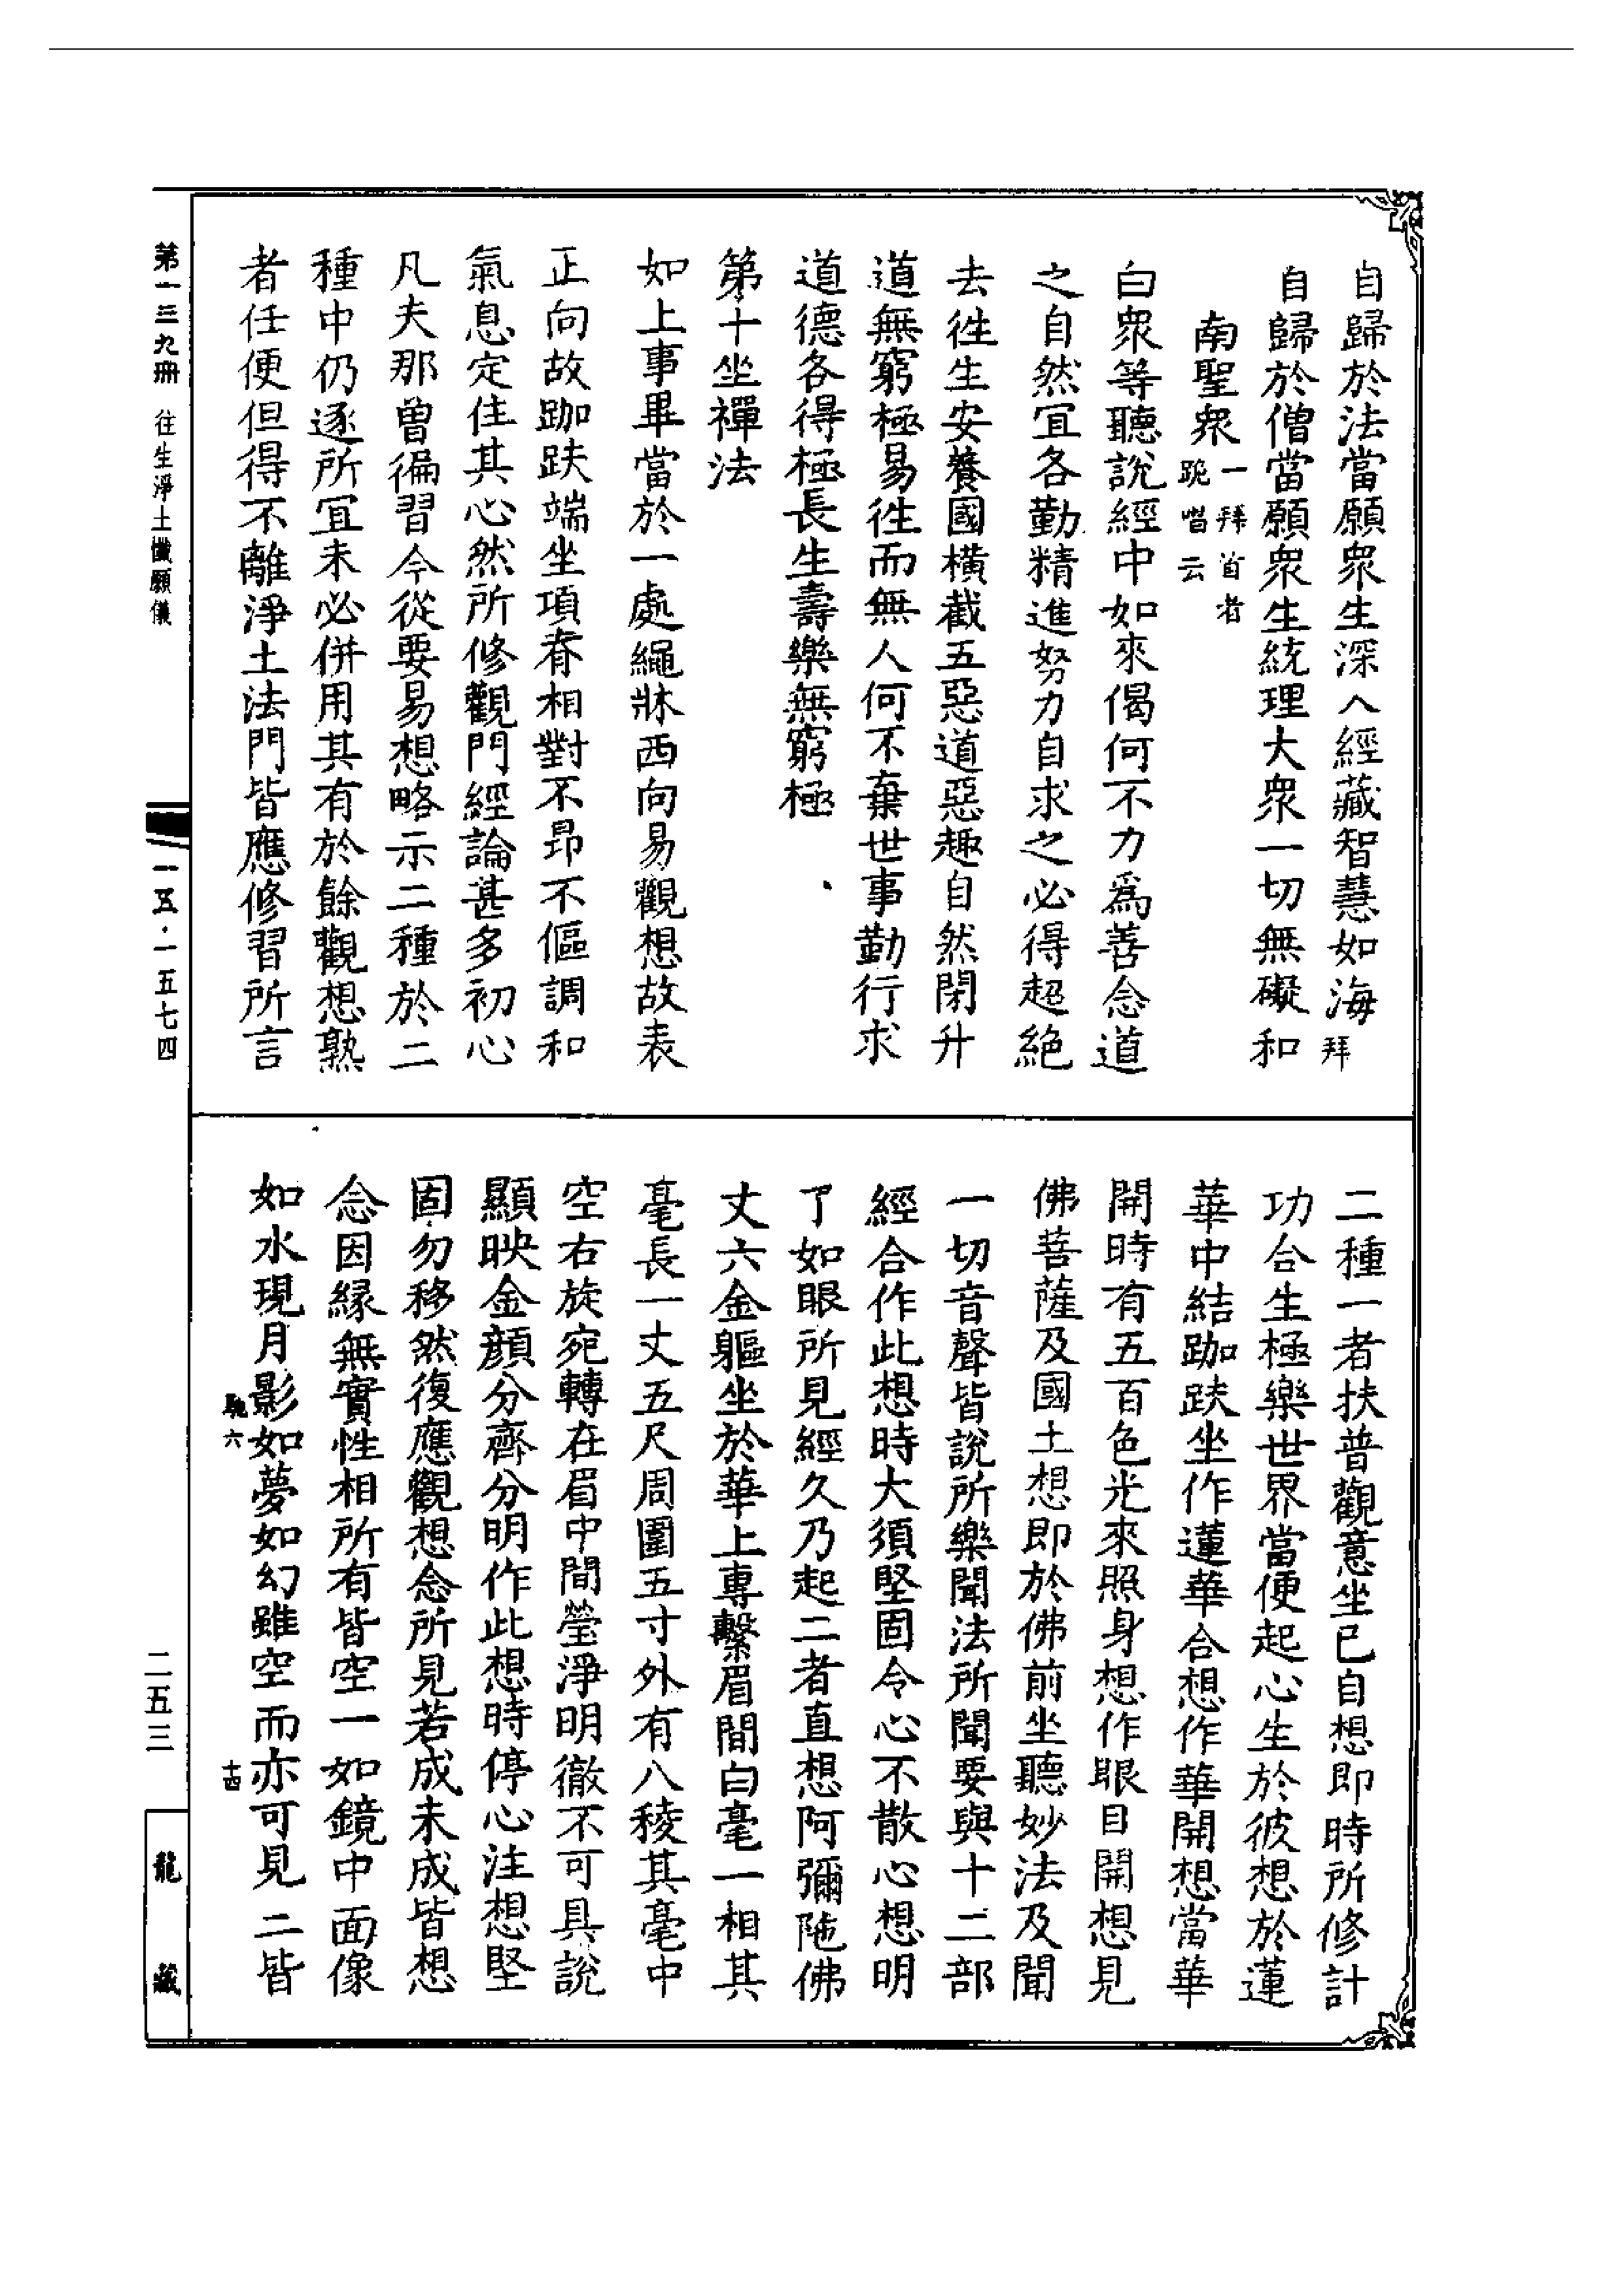 自歸於法當願衆生深入經藏智慧如海拜
自歸於僧當願衆生統理大衆一切無礙和
南聖衆一拜首者跪唱云
白衆等聽說經中如來偈何不力爲善念道
之自然宜各勤精進努力自求之必得超絕
去徃生安養國橫截五惡道惡趣自然閉升
道無窮極易徃而無人何不棄世事勤行求
道德各得極長生壽樂無窮極
第十坐禪法
如上事畢當於一處繩牀西向易觀想故表
正向故跏趺端坐項脊相對不昂不傴調和
氣息定住其心然所修觀門經論甚多初心
凡夫那曾徧習今從要易想略示二種於二
種中仍逐所宜未必併用其有於餘觀想熟
者任便但得不離淨土法門皆應修習所言
二種一者扶普觀意坐已自想即時所修計
功合生極樂世界當便起心生於彼想於蓮
華中結跏趺坐作蓮華合想作華開想當華
開時有五百色光來照身想作眼目開想見
佛菩薩及國土想即於佛前坐聽妙法及聞
一切音聲皆說所樂聞法所聞要與十二部
經合作此想時大須堅固令心不散心想明
了如眼所見經久乃起二者直想阿彌陁佛
丈六金軀坐於華上專繫眉間白毫一相其
毫長一丈五尺周圍五寸外有八稜其毫中
空右旋宛轉在眉中間瑩淨明徹不可具說
顯映金顏分齊分明作此想時停心注想堅
固勿移然復應觀想念所見若成未成皆想
念因緣無實性相所有皆空一如鏡中面像
如水現月影如夢如幻雖空而亦可見二皆
馳六
十四
第一三九冊 往生淨土懺願儀
一五·一五七四
二五三
龍藏